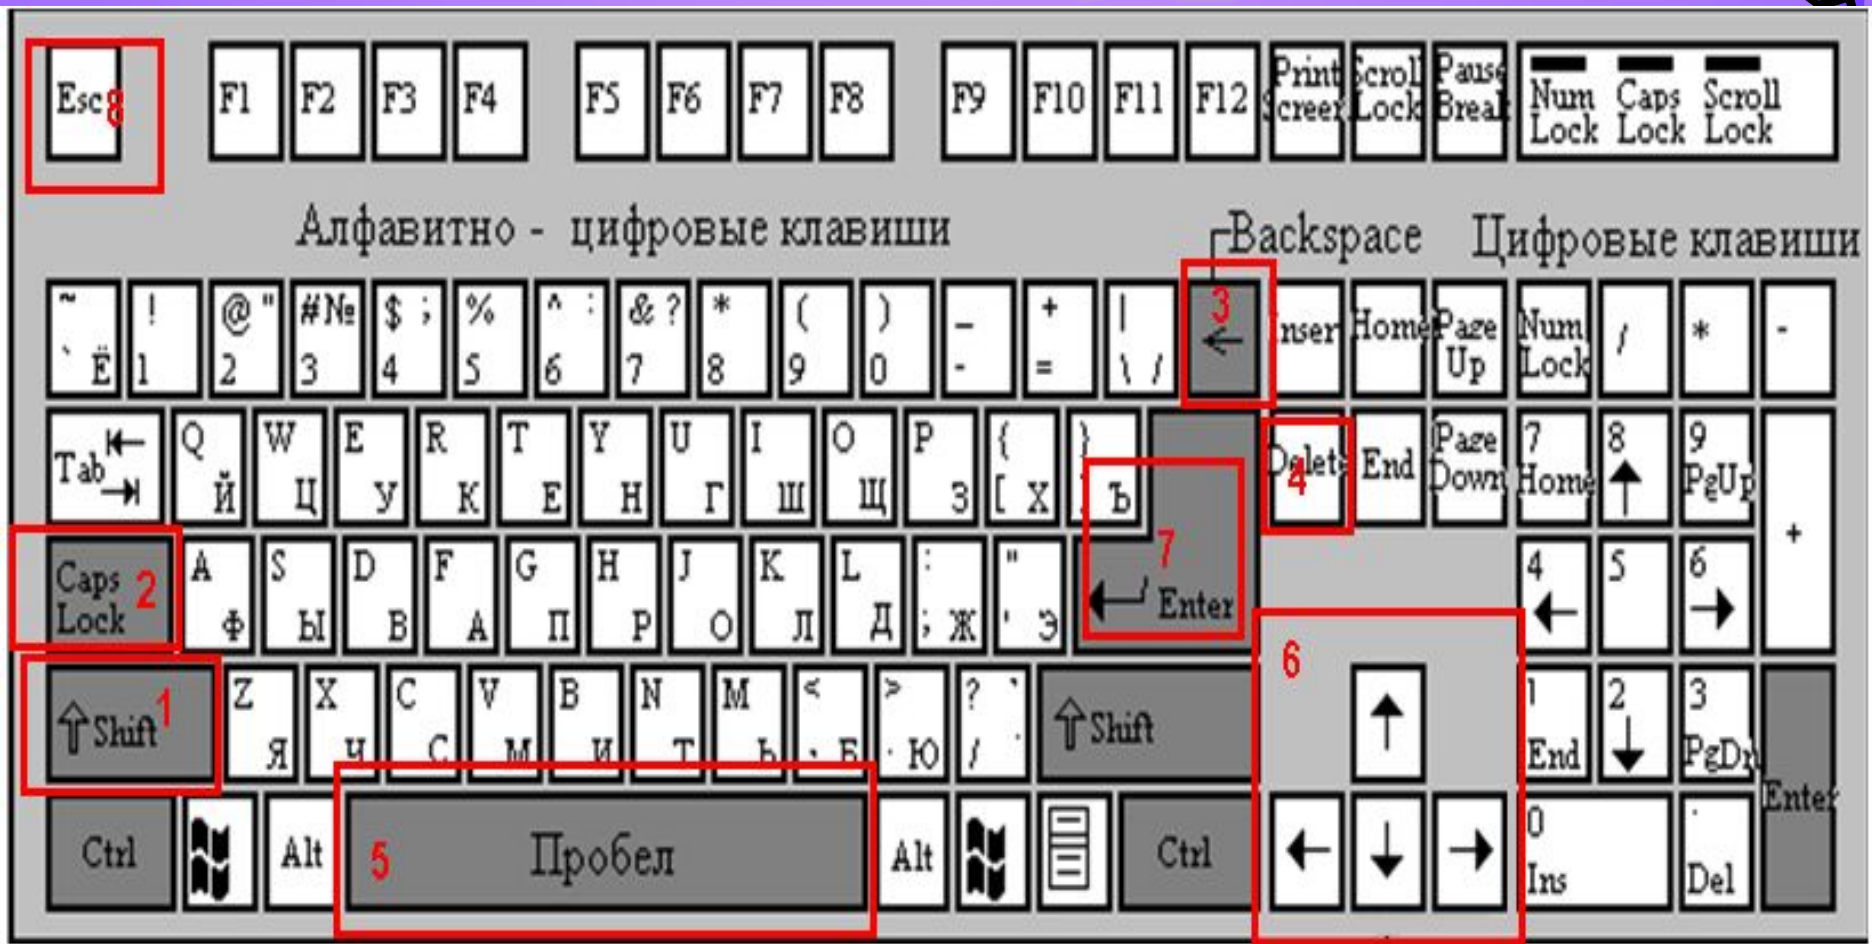 Esc 8 F1 F2 F3 F4 F5 F6 F7 F8 F9 F10 F11 F12 Print Screen Scroll Lock Pause Break Num Lock Caps Lock Scroll Lock
Алфавитно - цифровые клавиши Backspace Цифровые клавиши
~ ` Ё ! 1 @ " 2 # № 3 $ ; 4 % 5 ^ : 6 & ? 7 * 8 ( 9 ) 0 _ - + = | \ / 3 ← Inser Home Page Up Num Lock / * -
Tab Q Й W Ц E У R К T Е Y Н U Г I Ш O Щ P З { [ Х } ] Ъ Delete 4 End Page Down 7 Home 8 ↑ 9 PgUp +
Caps Lock 2 A Ф S Ы D В F А G П H Р J О K Л L Д : ; Ж " ' Э 7 Enter 4 ← 5 6 →
Shift 1 Z Я X Ч C С V М B И N Т M Ь < , Б > . Ю ? / Shift 6 ↑ 1 End 2 ↓ 3 PgDn Enter
Ctrl Alt 5 Пробел Alt Ctrl ← ↓ → 0 Ins . Del